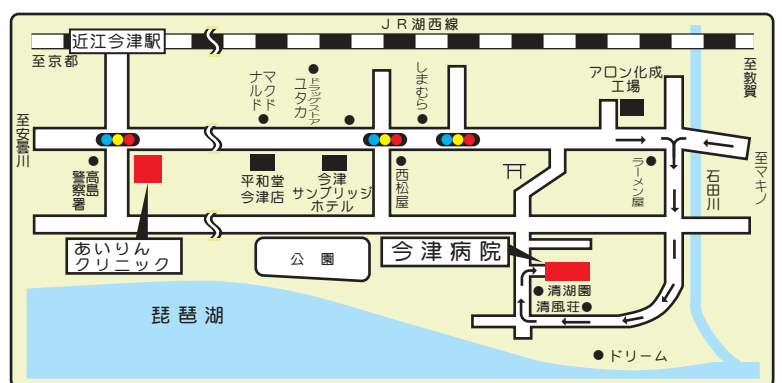 JR湖西線
近江今津駅
至京都
至敦賀
マクド
ナルド
ドラッグストア
ユタカ
しまむら
アロン化成
工場
至安曇川
至マキノ
高島
警察署
平和堂
今津店
今津
サンブリッジ
ホテル
西松屋
ラーメン屋
石田川
あいりん
クリニック
公園
今津病院
清湖園
清風荘
琵琶湖
ドリーム